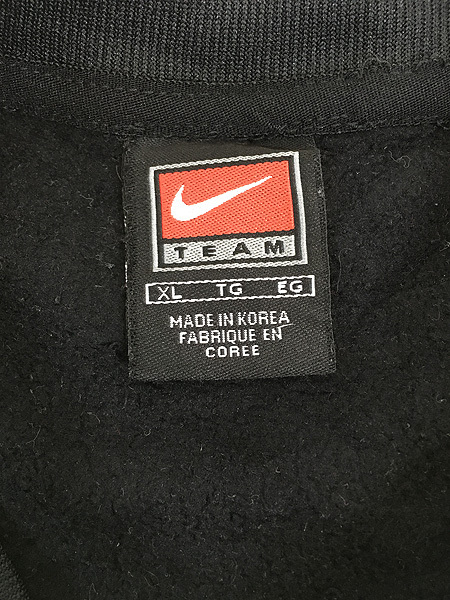 TEAM
XL TG EG
MADE IN KOREA
FABRIQUE EN
COREE